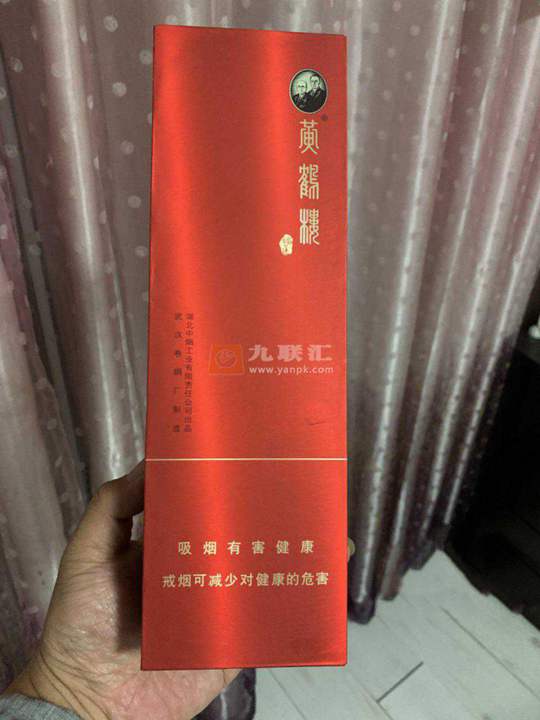 ®
黄鹤楼
湖北中烟工业有限责任公司出品
武汉卷烟厂制造
九联汇
www.yanpk.com
吸烟有害健康
戒烟可减少对健康的危害